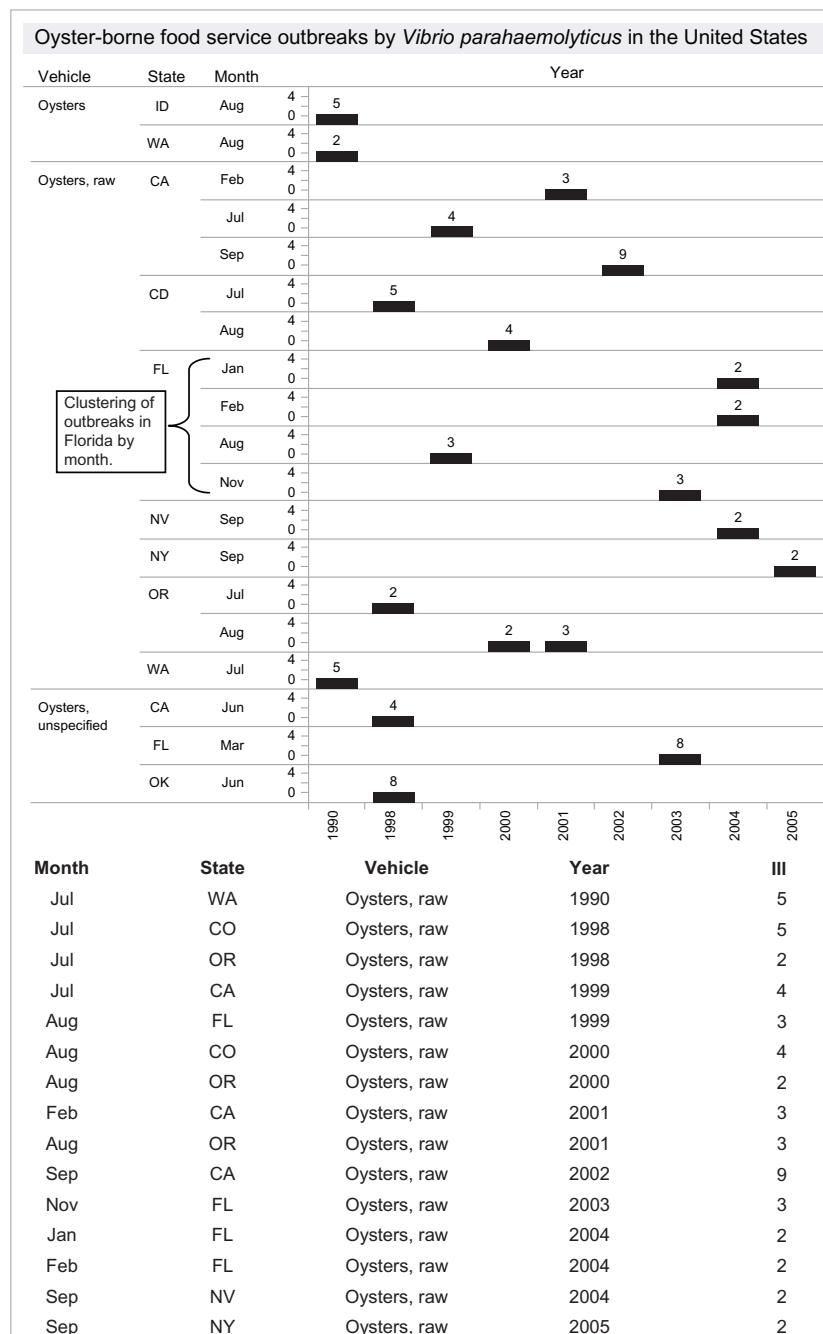 Oyster-borne food service outbreaks by Vibrio parahaemolyticus in the United States
Vehicle State Month Year
Oysters ID Aug 4 0 5
WA Aug 4 0 2
Oysters, raw CA Feb 4 0 3
Jul 4 0 4
Sep 4 0 9
CD Jul 4 0 5
Aug 4 0 4
FL Jan 4 0 2
Feb 4 0 2
Aug 4 0 3
Nov 4 0 3
Clustering of
outbreaks in
Florida by
month.
NV Sep 4 0 2
NY Sep 4 0 2
OR Jul 4 0 2
Aug 4 0 2 3
WA Jul 4 0 5
Oysters,
unspecified CA Jun 4 0 4
FL Mar 4 0 8
OK Jun 4 0 8
1990 1998 1999 2000 2001 2002 2003 2004 2005
Month State Vehicle Year Ill
Jul WA Oysters, raw 1990 5
Jul CO Oysters, raw 1998 5
Jul OR Oysters, raw 1998 2
Jul CA Oysters, raw 1999 4
Aug FL Oysters, raw 1999 3
Aug CO Oysters, raw 2000 4
Aug OR Oysters, raw 2000 2
Feb CA Oysters, raw 2001 3
Aug OR Oysters, raw 2001 3
Sep CA Oysters, raw 2002 9
Nov FL Oysters, raw 2003 3
Jan FL Oysters, raw 2004 2
Feb FL Oysters, raw 2004 2
Sep NV Oysters, raw 2004 2
Sep NY Oysters, raw 2005 2